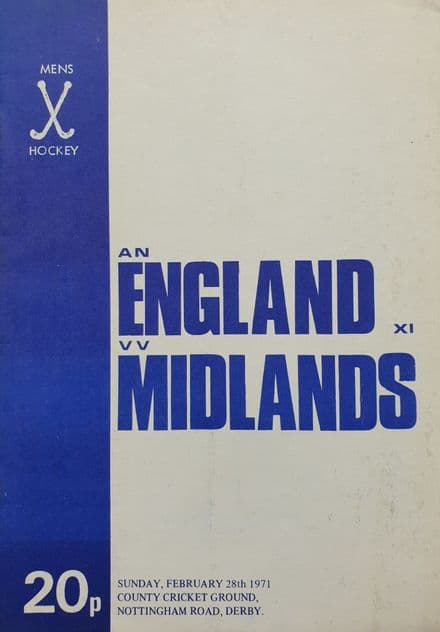 MENS
HOCKEY
AN
ENGLAND XI
VV
MIDLANDS
20p
SUNDAY, FEBRUARY 28th 1971
COUNTY CRICKET GROUND,
NOTTINGHAM ROAD, DERBY.